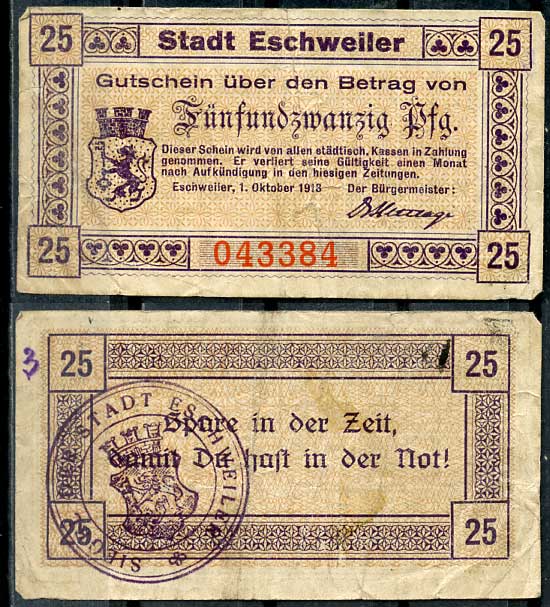 25 Stadt Eschweiler 25
Gutschein über den Betrag von
Fünfundzwanzig Pfg.
Dieser Schein wird von allen städtisch. Kassen in Zahlung
genommen. Er verliert seine Gültigkeit einen Monat
nach Aufkündigung in den hiesigen Zeitungen.
Eschweiler, 1. Oktober 1918 Der Bürgermeister:
25 043384 25
3
25 25
Spare in der Zeit,
damit Du hast in der Not!
DER STADT ESCHWEILER
25 25